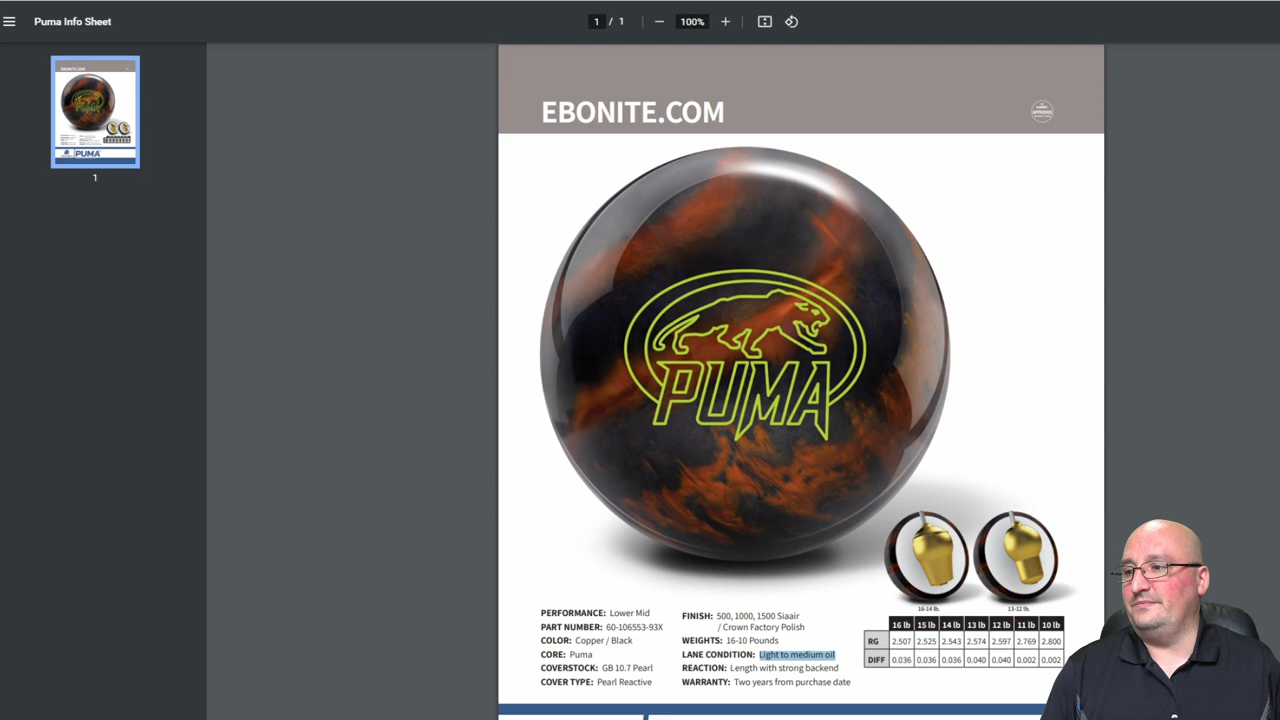 Puma Info Sheet
1 / 1
100%
1
EBONITE.COM
APPROVED
PUMA
16-14 lb.
13-12 lb.
PERFORMANCE: Lower Mid
PART NUMBER: 60-106553-93X
COLOR: Copper / Black
CORE: Puma
COVERSTOCK: GB 10.7 Pearl
COVER TYPE: Pearl Reactive
FINISH: 500, 1000, 1500 Siaair
/ Crown Factory Polish
WEIGHTS: 16-10 Pounds
LANE CONDITION: Light to medium oil
REACTION: Length with strong backend
WARRANTY: Two years from purchase date
16 lb 15 lb 14 lb 13 lb 12 lb 11 lb 10 lb
RG 2.507 2.525 2.543 2.574 2.597 2.769 2.800
DIFF 0.036 0.036 0.036 0.040 0.040 0.002 0.002